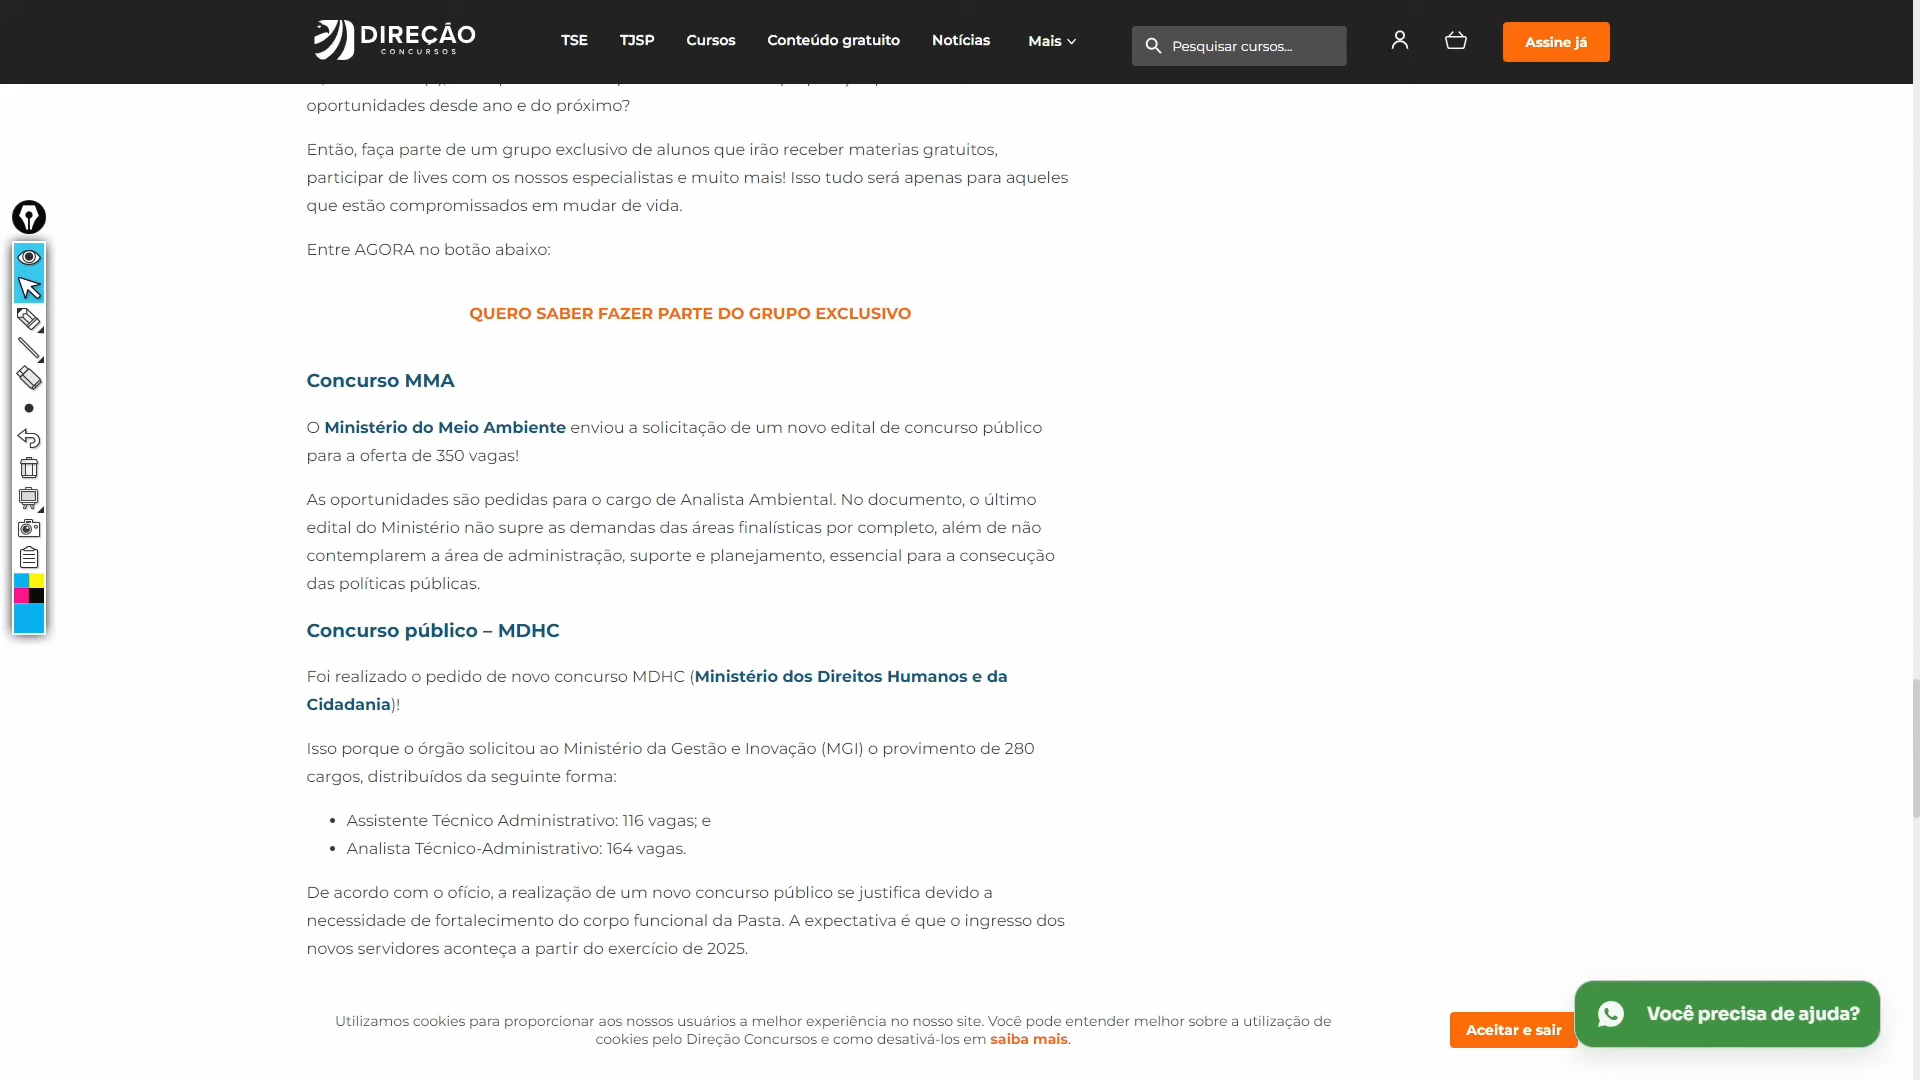 DIREÇÃO
CONCURSOS
TSE
TJSP
Cursos
Conteúdo gratuito
Notícias
Mais
Pesquisar cursos...
Assine já
oportunidades desde ano e do próximo?
Então, faça parte de um grupo exclusivo de alunos que irão receber materias gratuitos,
participar de lives com os nossos especialistas e muito mais! Isso tudo será apenas para aqueles
que estão compromissados em mudar de vida.
Entre AGORA no botão abaixo:
QUERO SABER FAZER PARTE DO GRUPO EXCLUSIVO
Concurso MMA
O Ministério do Meio Ambiente enviou a solicitação de um novo edital de concurso público
para a oferta de 350 vagas!
As oportunidades são pedidas para o cargo de Analista Ambiental. No documento, o último
edital do Ministério não supre as demandas das áreas finalísticas por completo, além de não
contemplarem a área de administração, suporte e planejamento, essencial para a consecução
das políticas públicas.
Concurso público – MDHC
Foi realizado o pedido de novo concurso MDHC (Ministério dos Direitos Humanos e da
Cidadania)!
Isso porque o órgão solicitou ao Ministério da Gestão e Inovação (MGI) o provimento de 280
cargos, distribuídos da seguinte forma:
• Assistente Técnico Administrativo: 116 vagas; e
• Analista Técnico-Administrativo: 164 vagas.
De acordo com o ofício, a realização de um novo concurso público se justifica devido a
necessidade de fortalecimento do corpo funcional da Pasta. A expectativa é que o ingresso dos
novos servidores aconteça a partir do exercício de 2025.
Utilizamos cookies para proporcionar aos nossos usuários a melhor experiência no nosso site. Você pode entender melhor sobre a utilização de
cookies pelo Direção Concursos e como desativá-los em saiba mais.
Aceitar e sair
Você precisa de ajuda?